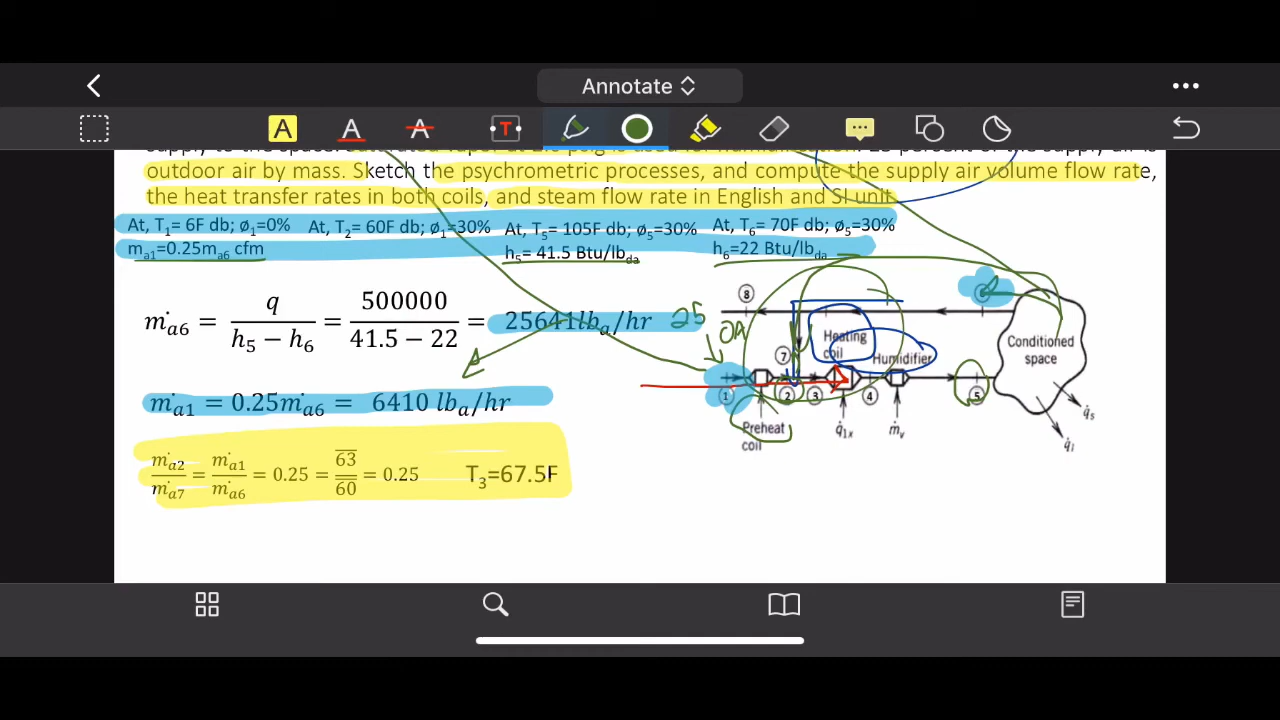 Annotate
A A A T
outdoor air by mass. Sketch the psychrometric processes, and compute the supply air volume flow rate,
the heat transfer rates in both coils, and steam flow rate in English and SI unit
At, T1= 6F db; ø1=0% At, T2= 60F db; ø1=30% At, T5= 105F db; ø5=30% At, T6= 70F db; ø5=30%
ma1=0.25ma6 cfm h5= 41.5 Btu/lbda h6=22 Btu/lbda
ṁa6 = q / (h5 − h6) = 500000 / (41.5 − 22) = 25641lba/hr 25
OA
ṁa1 = 0.25ṁa6 = 6410 lba/hr
ṁa2/ṁa7 = ṁa1/ṁa6 = 0.25 = 63/60 = 0.25 T3=67.5F
8
Heating
coil
Humidifier
Conditioned
space
7
1 2 3 4 5
Preheat
coil
q̇1x
ṁv
q̇s
q̇l